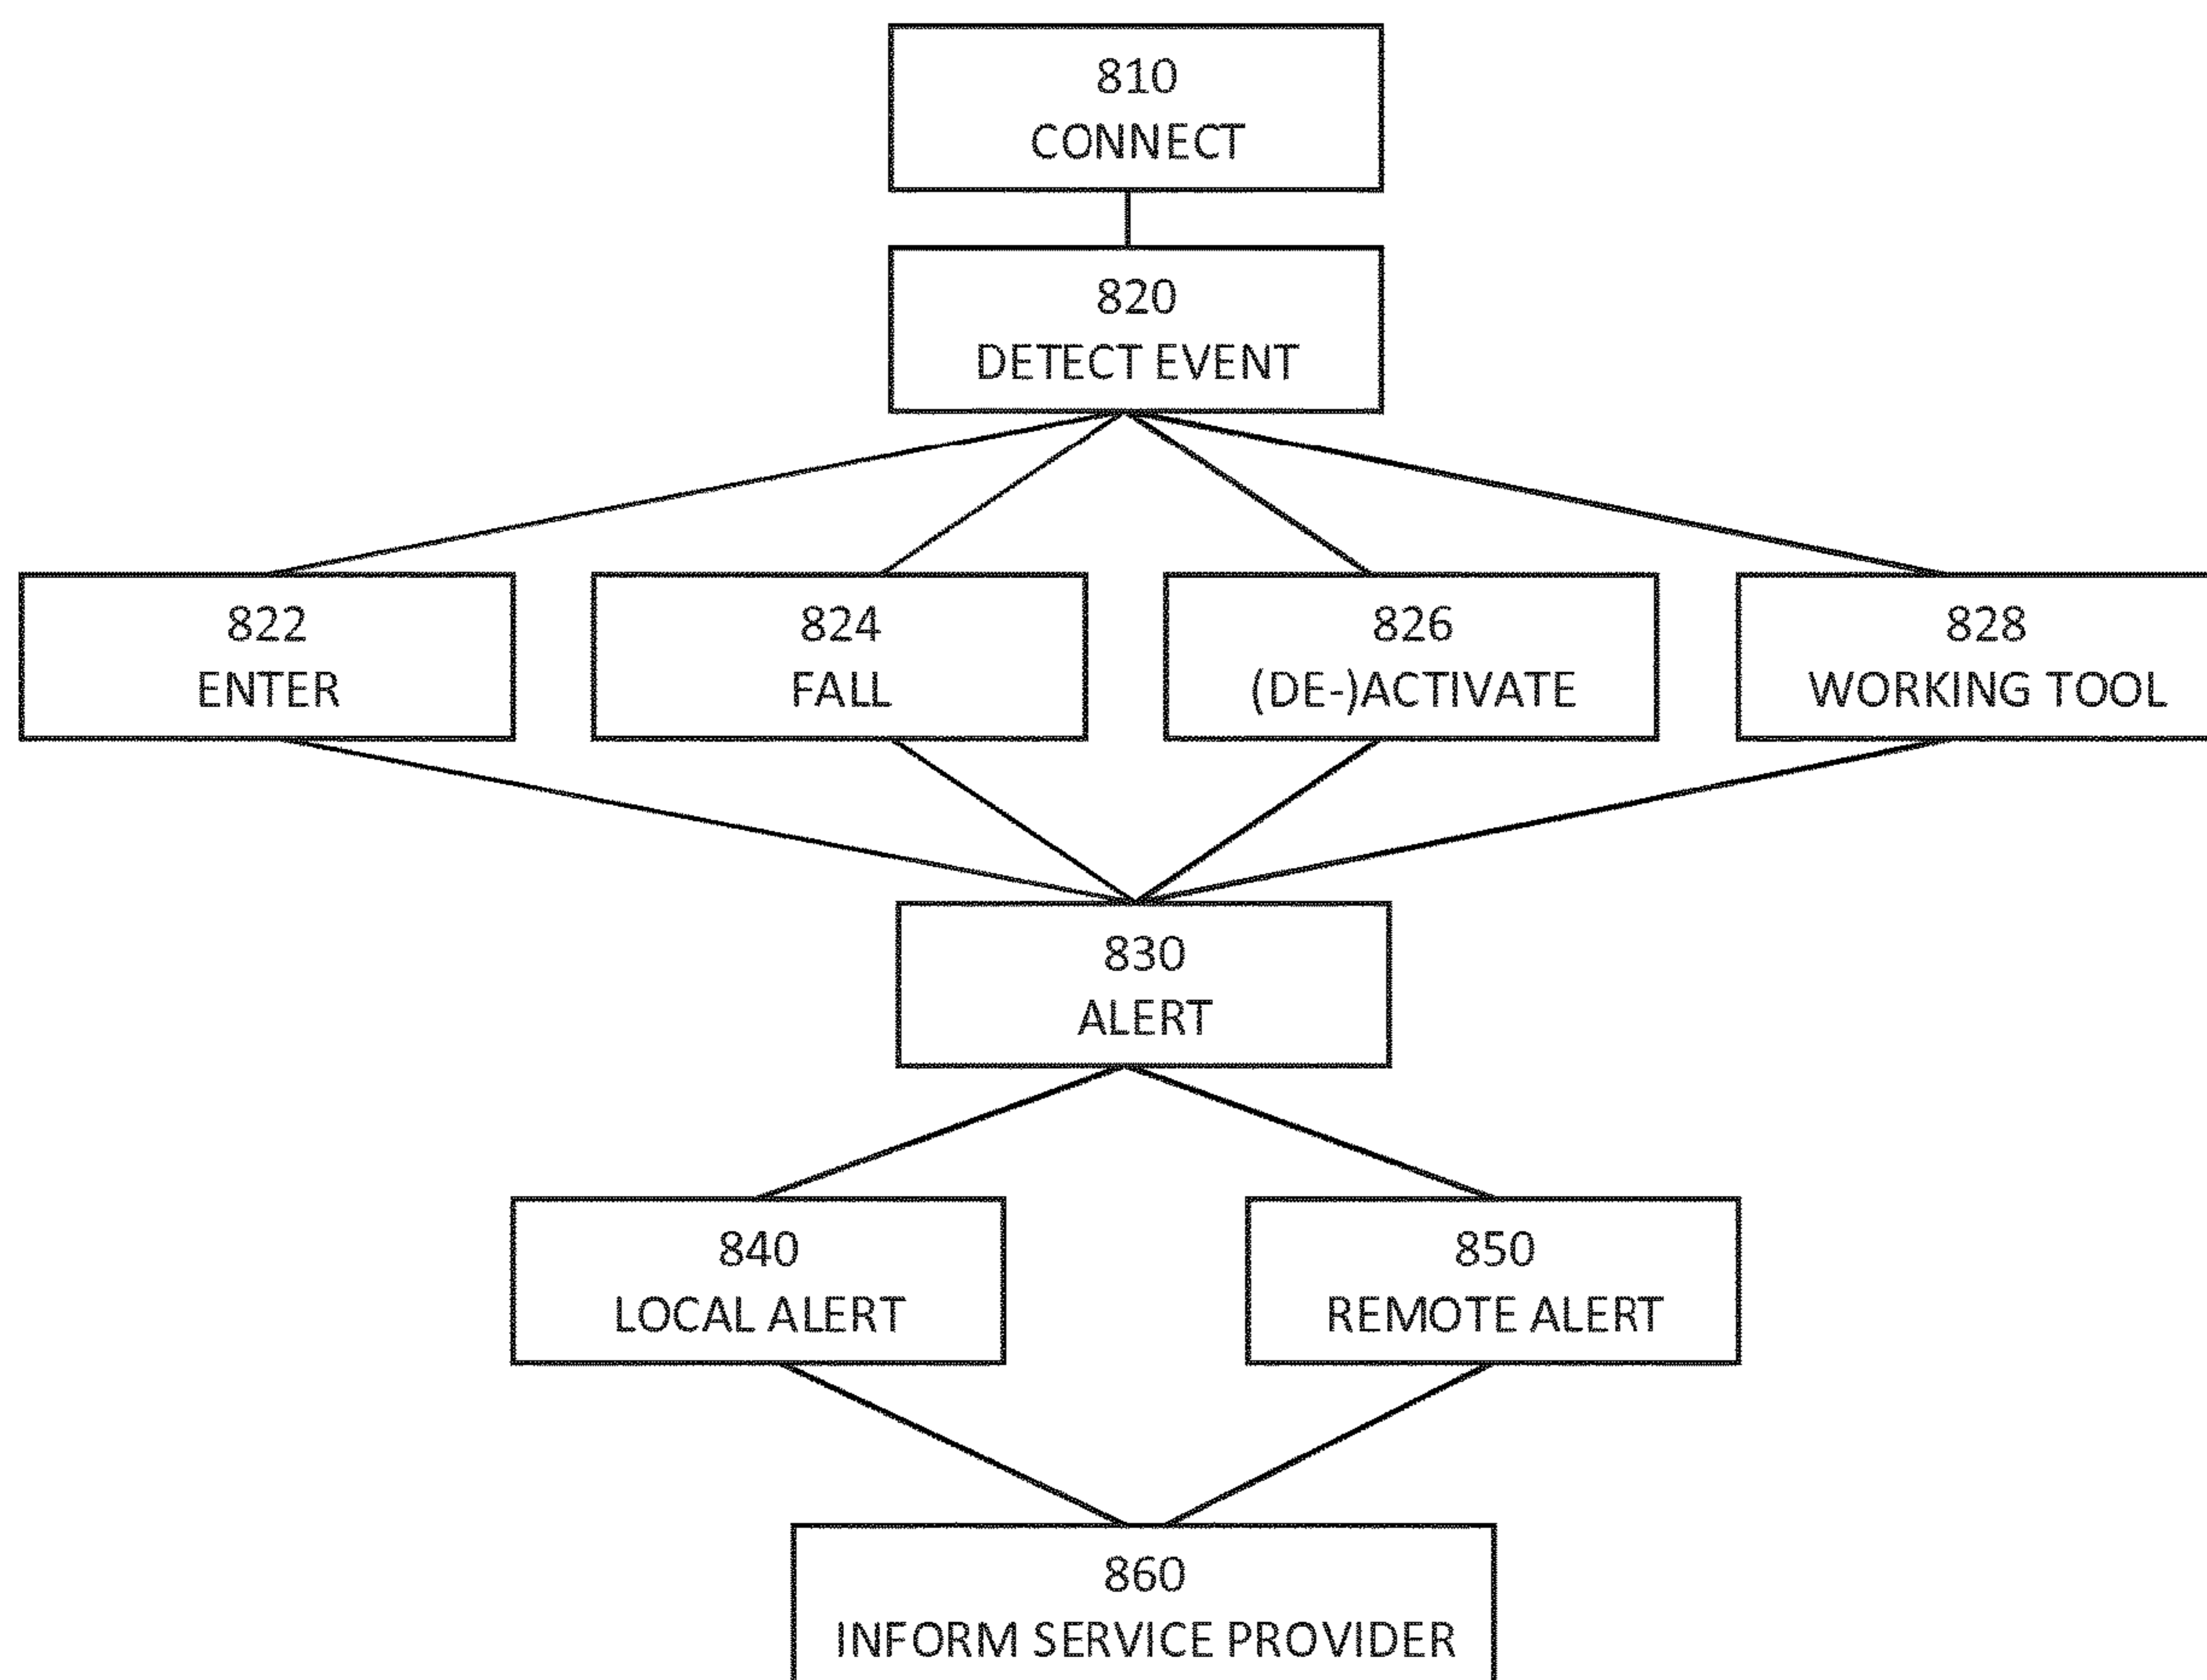 810
CONNECT
820
DETECT EVENT
822
ENTER
824
FALL
826
(DE-)ACTIVATE
828
WORKING TOOL
830
ALERT
840
LOCAL ALERT
850
REMOTE ALERT
860
INFORM SERVICE PROVIDER